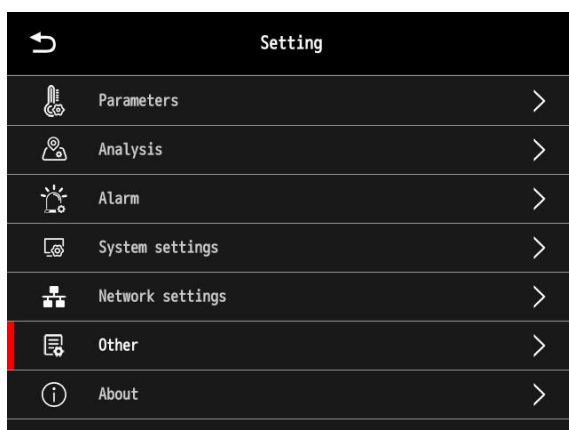 Setting
Parameters
Analysis
Alarm
System settings
Network settings
Other
About